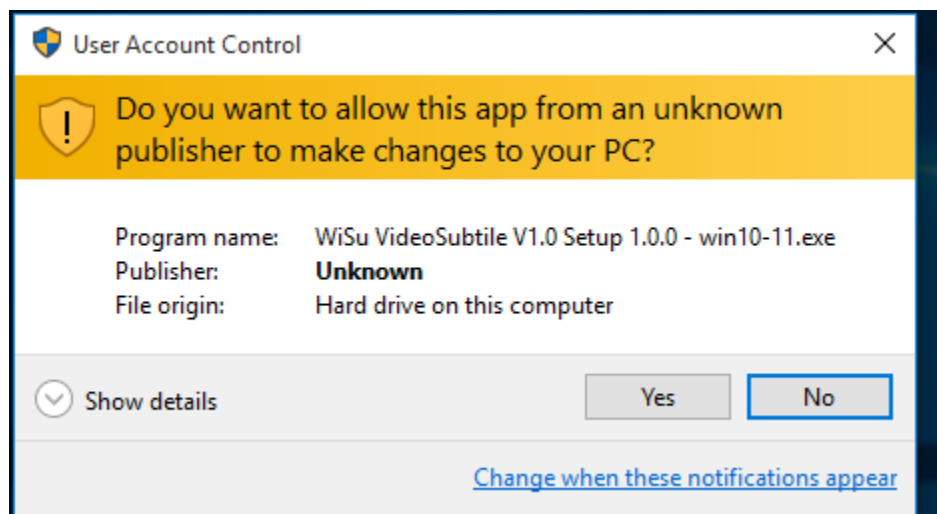 User Account Control
Do you want to allow this app from an unknown
publisher to make changes to your PC?
Program name: WiSu VideoSubtile V1.0 Setup 1.0.0 - win10-11.exe
Publisher: Unknown
File origin: Hard drive on this computer
Show details Yes No
Change when these notifications appear